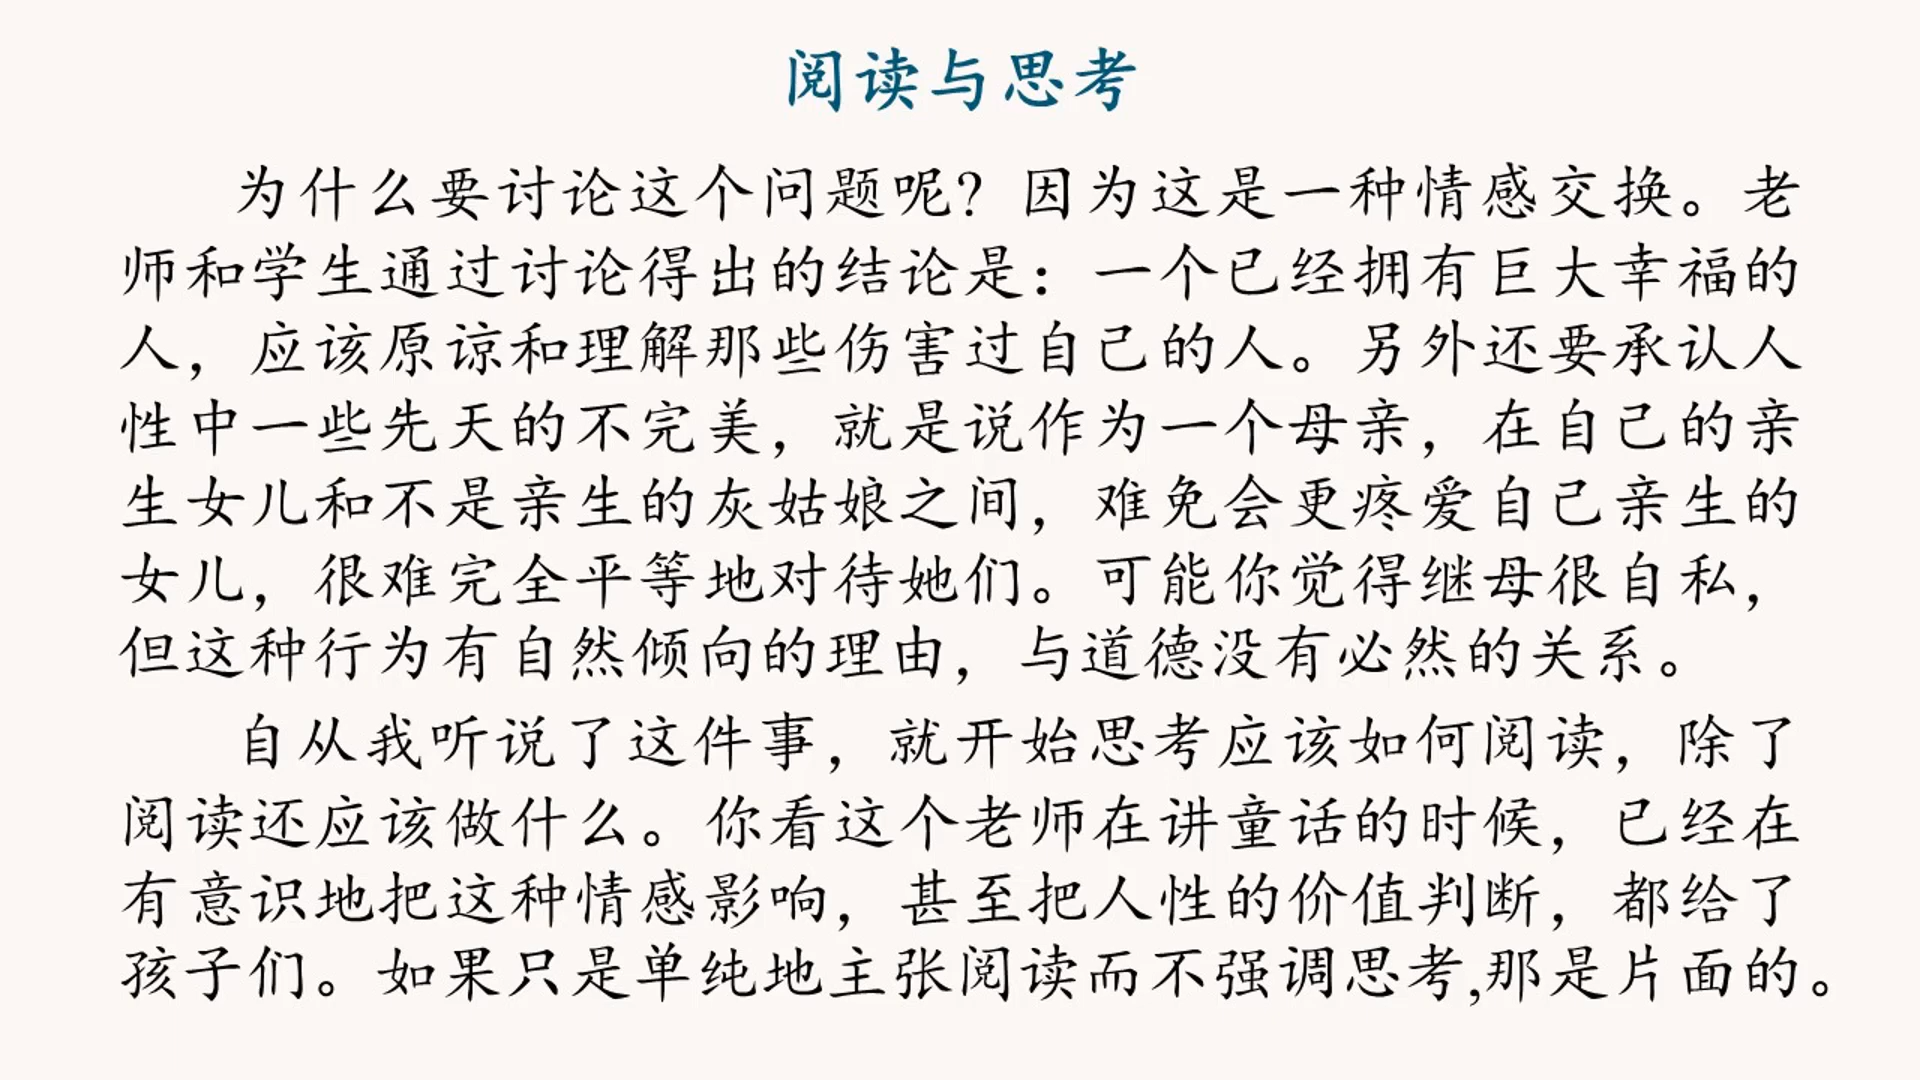 阅读与思考
为什么要讨论这个问题呢？因为这是一种情感交换。老
师和学生通过讨论得出的结论是：一个已经拥有巨大幸福的
人，应该原谅和理解那些伤害过自己的人。另外还要承认人
性中一些先天的不完美，就是说作为一个母亲，在自己的亲
生女儿和不是亲生的灰姑娘之间，难免会更疼爱自己亲生的
女儿，很难完全平等地对待她们。可能你觉得继母很自私，
但这种行为有自然倾向的理由，与道德没有必然的关系。
自从我听说了这件事，就开始思考应该如何阅读，除了
阅读还应该做什么。你看这个老师在讲童话的时候，已经在
有意识地把这种情感影响，甚至把人性的价值判断，都给了
孩子们。如果只是单纯地主张阅读而不强调思考,那是片面的。